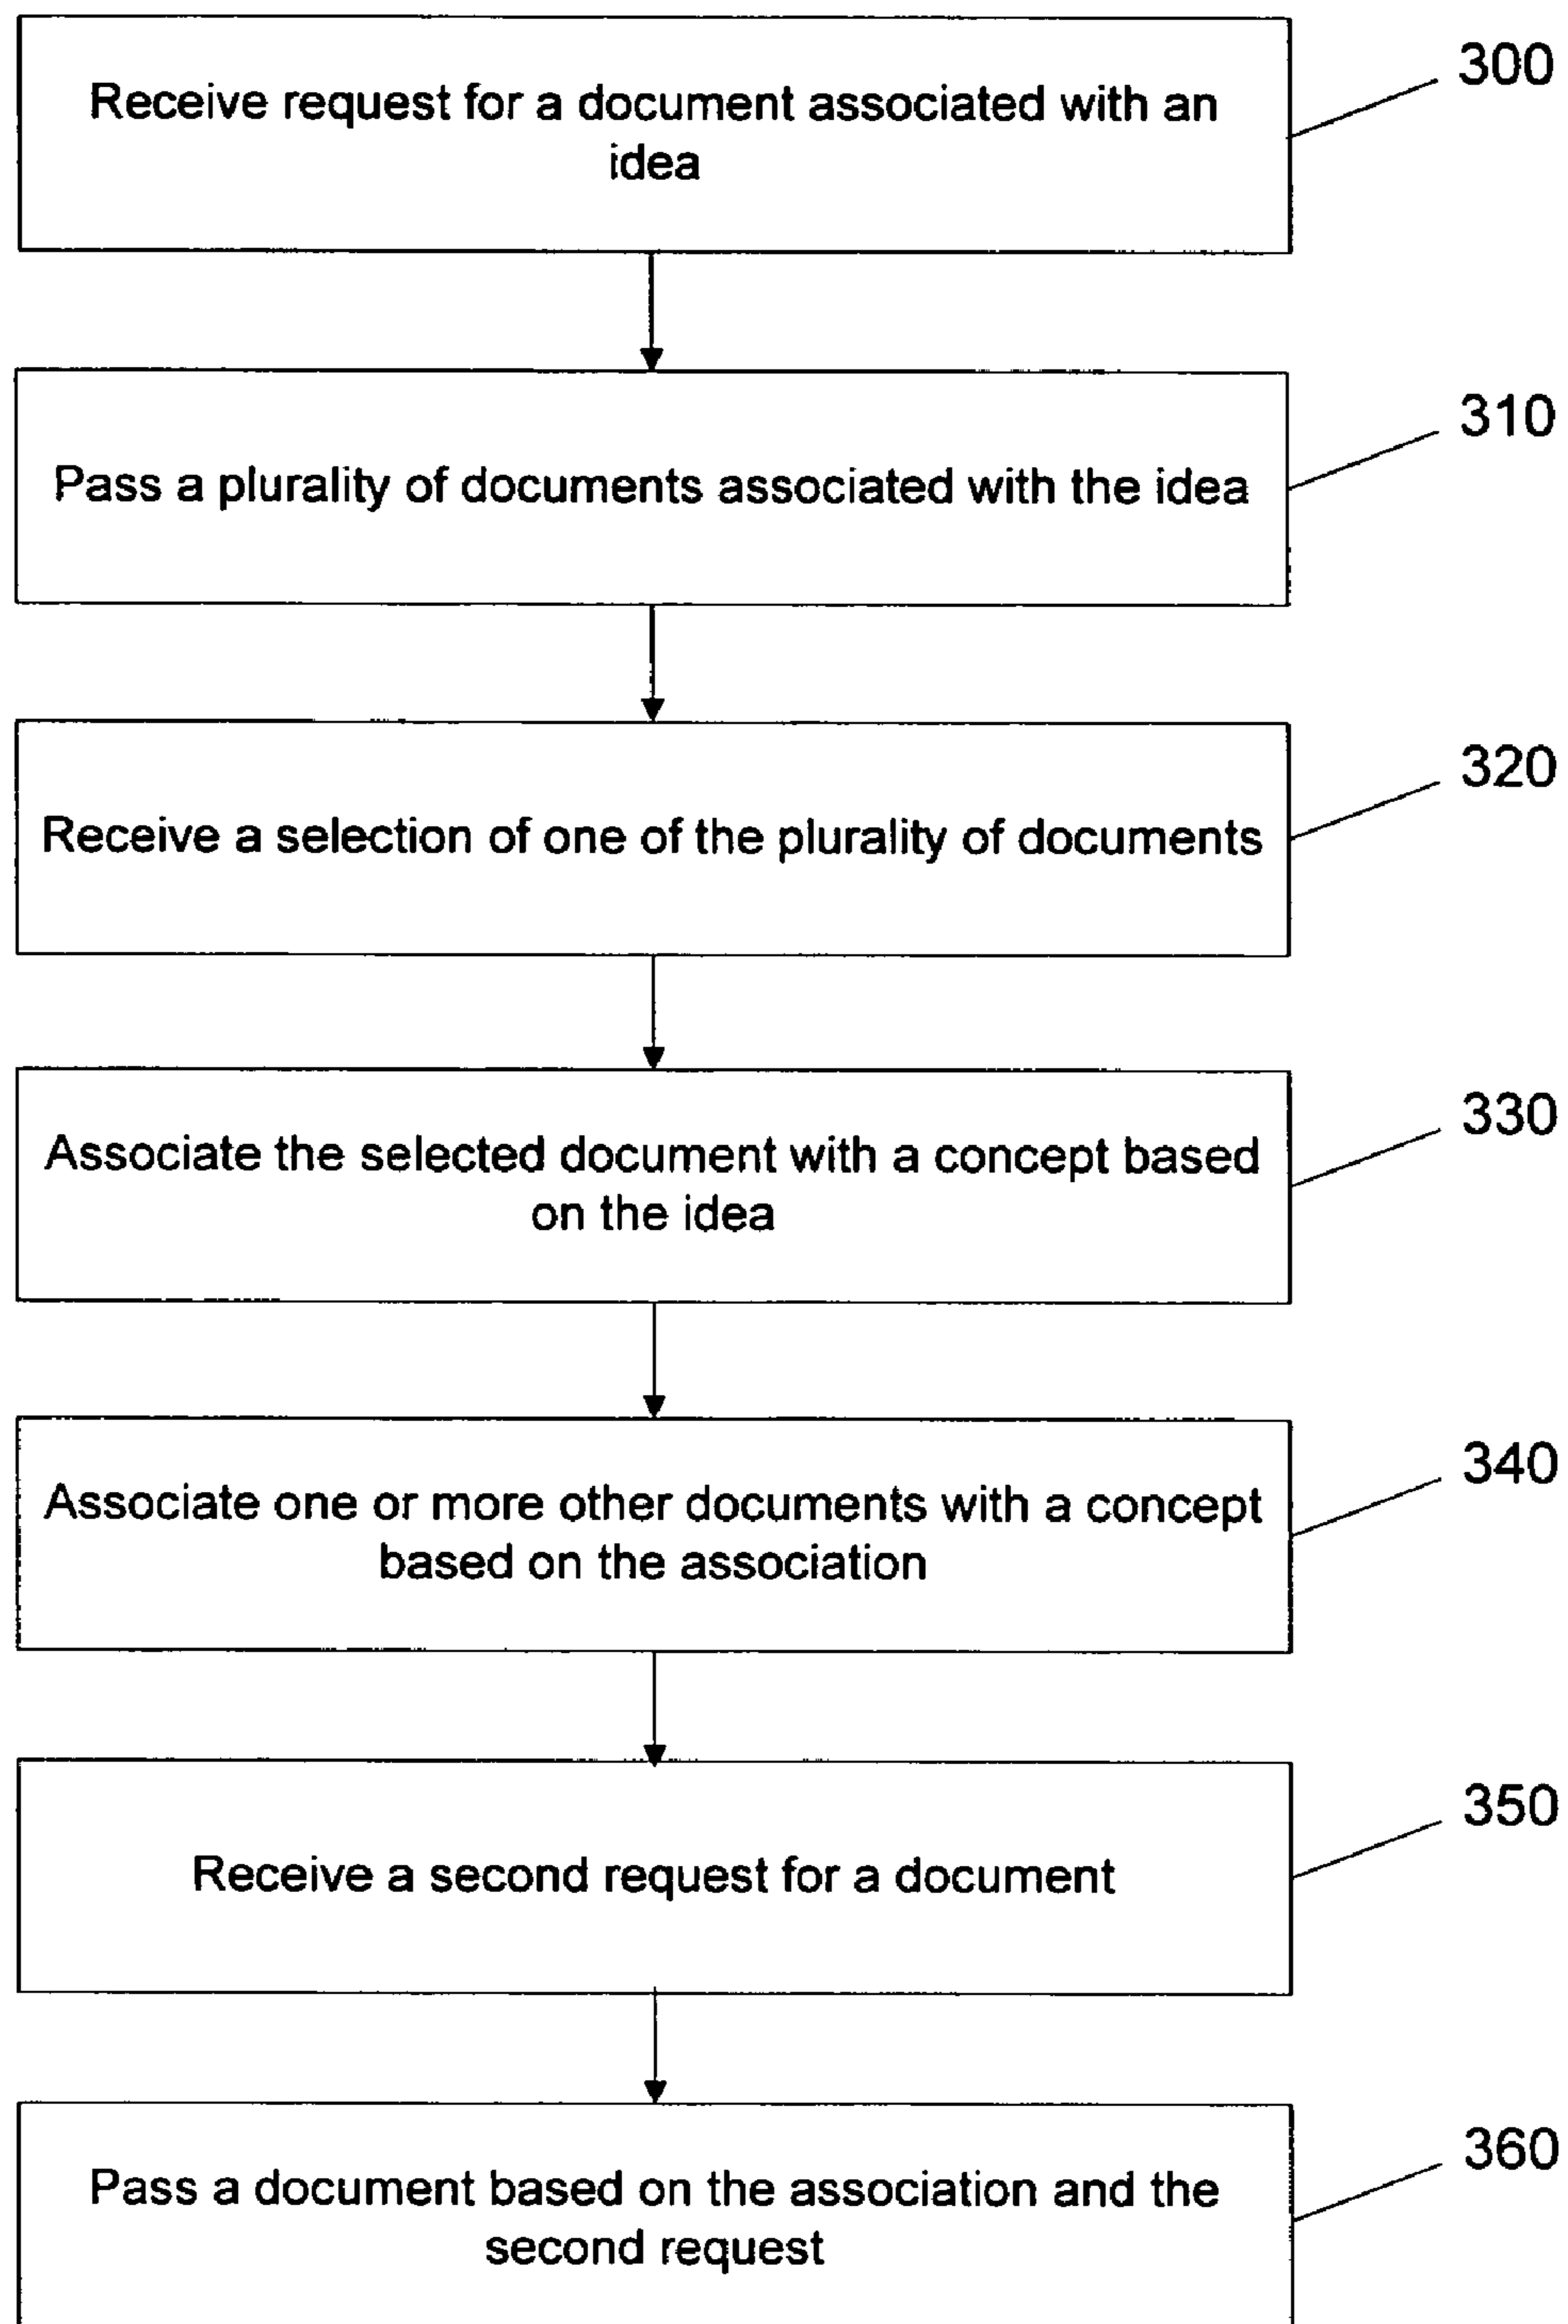 300
Receive request for a document associated with an
idea
310
Pass a plurality of documents associated with the idea
320
Receive a selection of one of the plurality of documents
330
Associate the selected document with a concept based
on the idea
340
Associate one or more other documents with a concept
based on the association
350
Receive a second request for a document
360
Pass a document based on the association and the
second request